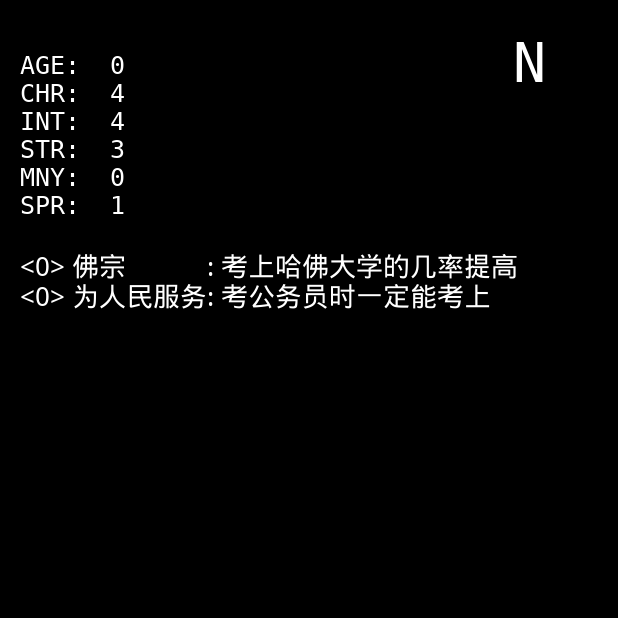 N
AGE: 0
CHR: 4
INT: 4
STR: 3
MNY: 0
SPR: 1
<O> 佛宗 : 考上哈佛大学的几率提高
<O> 为人民服务: 考公务员时一定能考上